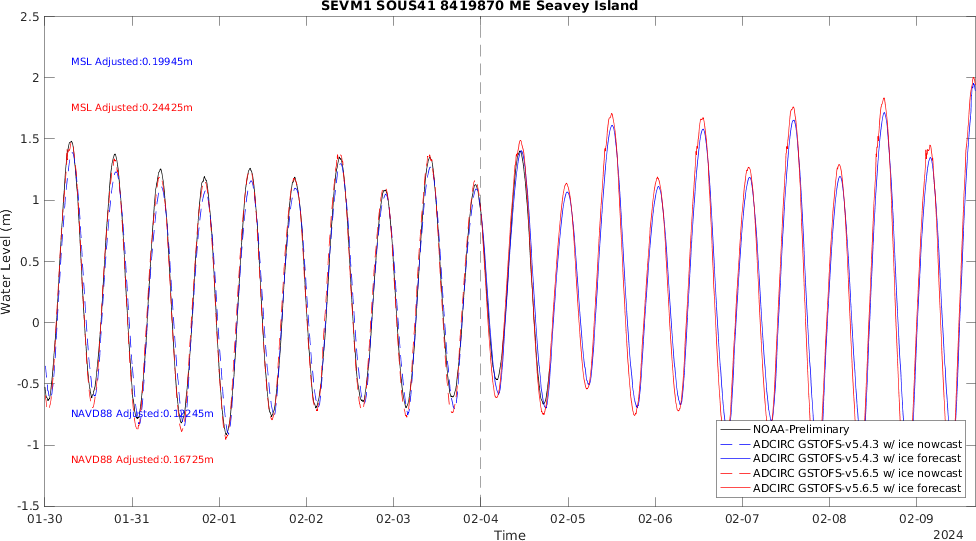 SEVM1 SOUS41 8419870 ME Seavey Island
2.5
2
1.5
1
0.5
0
-0.5
-1
-1.5
Water Level (m)
MSL Adjusted:0.19945m
MSL Adjusted:0.24425m
NAVD88 Adjusted:0.12245m
NAVD88 Adjusted:0.16725m
NOAA-Preliminary
ADCIRC GSTOFS-v5.4.3 w/ ice nowcast
ADCIRC GSTOFS-v5.4.3 w/ ice forecast
ADCIRC GSTOFS-v5.6.5 w/ ice nowcast
ADCIRC GSTOFS-v5.6.5 w/ ice forecast
01-30 01-31 02-01 02-02 02-03 02-04 02-05 02-06 02-07 02-08 02-09
Time
2024